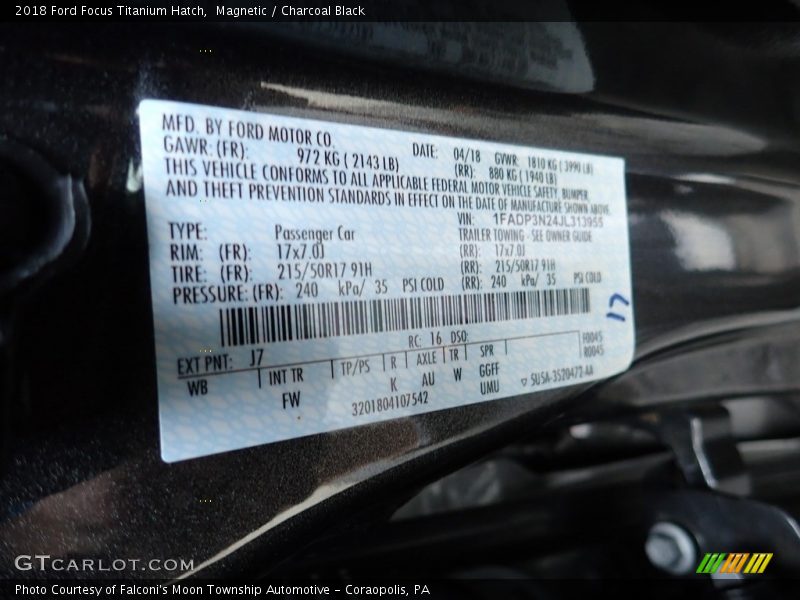 2018 Ford Focus Titanium Hatch, Magnetic / Charcoal Black
MFD. BY FORD MOTOR CO.
DATE: 04/18 GVWR: 1810 KG ( 3990 LB)
GAWR: (FR): 972 KG ( 2143 LB) (RR): 880 KG ( 1940 LB)
THIS VEHICLE CONFORMS TO ALL APPLICABLE FEDERAL MOTOR VEHICLE SAFETY, BUMPER,
AND THEFT PREVENTION STANDARDS IN EFFECT ON THE DATE OF MANUFACTURE SHOWN ABOVE.
VIN: 1FADP3N24JL313955
TYPE: Passenger Car TRAILER TOWING - SEE OWNER GUIDE
RIM: (FR): 17x7.0J (RR): 17x7.0J
TIRE: (FR): 215/50R17 91H (RR): 215/50R17 91H
PRESSURE: (FR): 240 kPa/ 35 PSI COLD (RR): 240 kPa/ 35 PSI COLD
17
RC: 16 DSO: F0045
EXT PNT: J7 R0045
WB INT TR TP/PS R AXLE TR SPR
FW K AU W GGFF
UMU ▽ SU5A-3520472-AA
3201804107542
GTCARLOT.COM
Photo Courtesy of Falconi's Moon Township Automotive – Coraopolis, PA